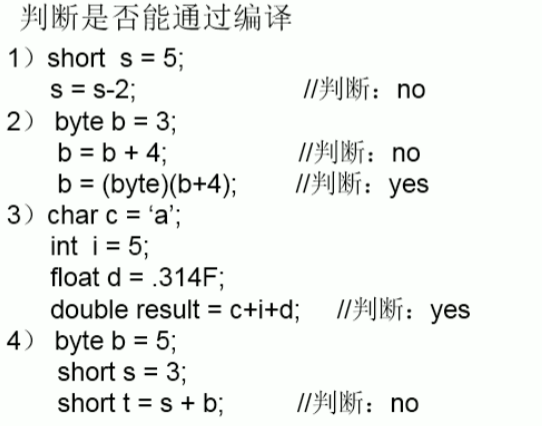 判断是否能通过编译
1）short s = 5;
s = s-2; //判断：no
2） byte b = 3;
b = b + 4; //判断：no
b = (byte)(b+4); //判断：yes
3）char c = ‘a’;
int i = 5;
float d = .314F;
double result = c+i+d; //判断：yes
4） byte b = 5;
short s = 3;
short t = s + b; //判断：no